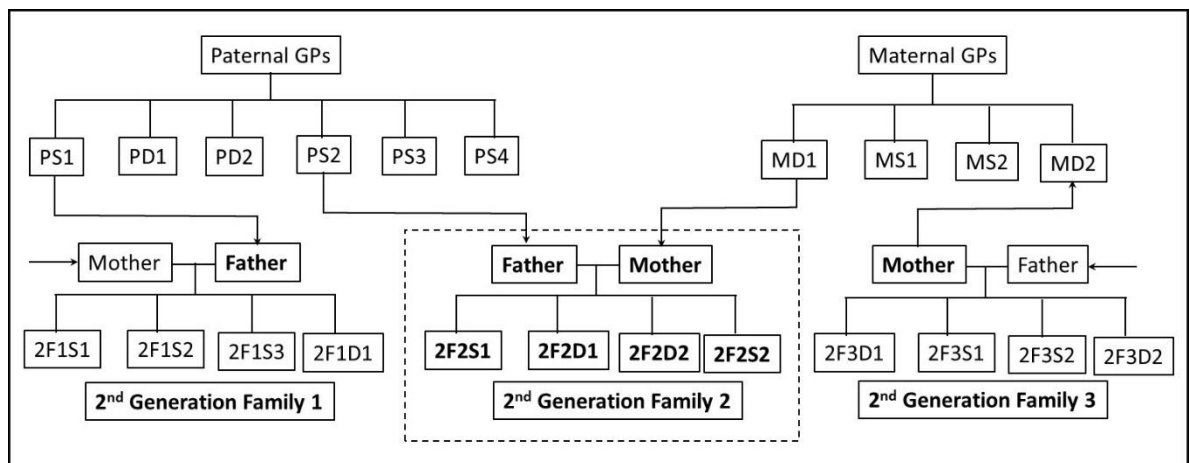 Paternal GPs
Maternal GPs
PS1
PD1
PD2
PS2
PS3
PS4
MD1
MS1
MS2
MD2
Mother
Father
Father
Mother
Mother
Father
2F1S1
2F1S2
2F1S3
2F1D1
2F2S1
2F2D1
2F2D2
2F2S2
2F3D1
2F3S1
2F3S2
2F3D2
2nd Generation Family 1
2nd Generation Family 2
2nd Generation Family 3